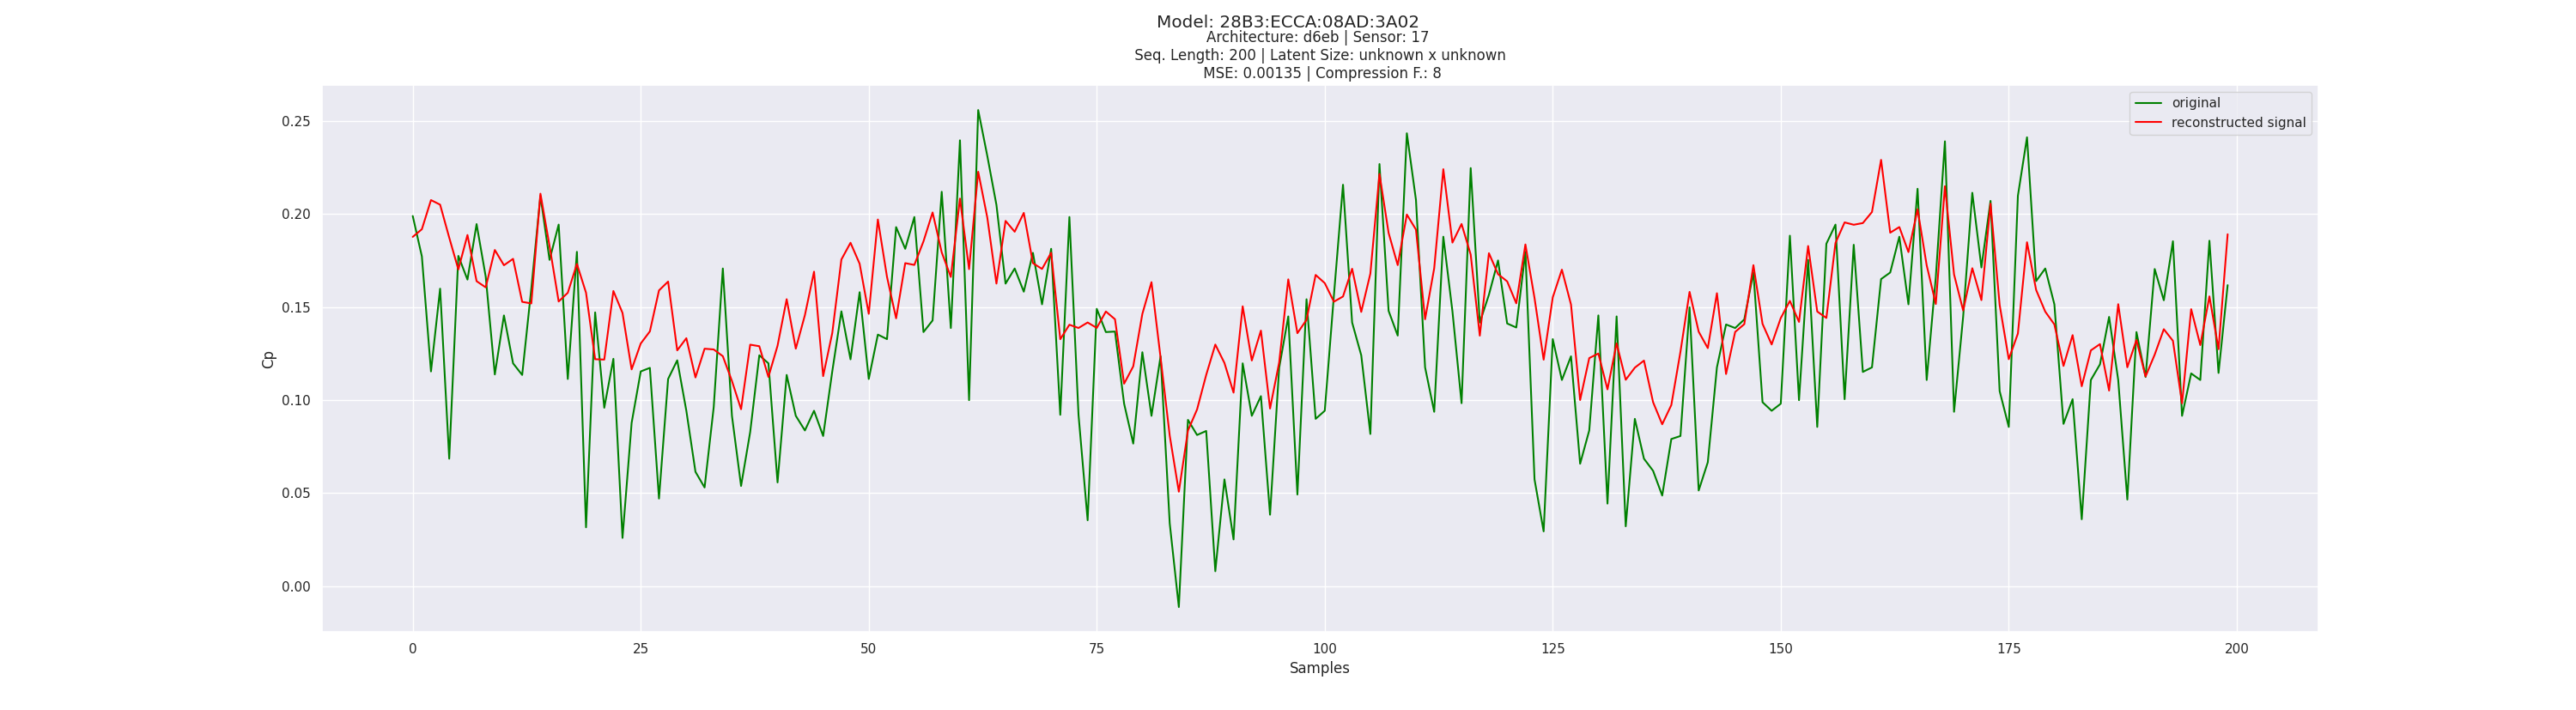 Model: 28B3:ECCA:08AD:3A02
Architecture: d6eb | Sensor: 17
Seq. Length: 200 | Latent Size: unknown x unknown
MSE: 0.00135 | Compression F.: 8
original
reconstructed signal
0.25
0.20
0.15
0.10
0.05
0.00
Cp
0 25 50 75 100 125 150 175 200
Samples